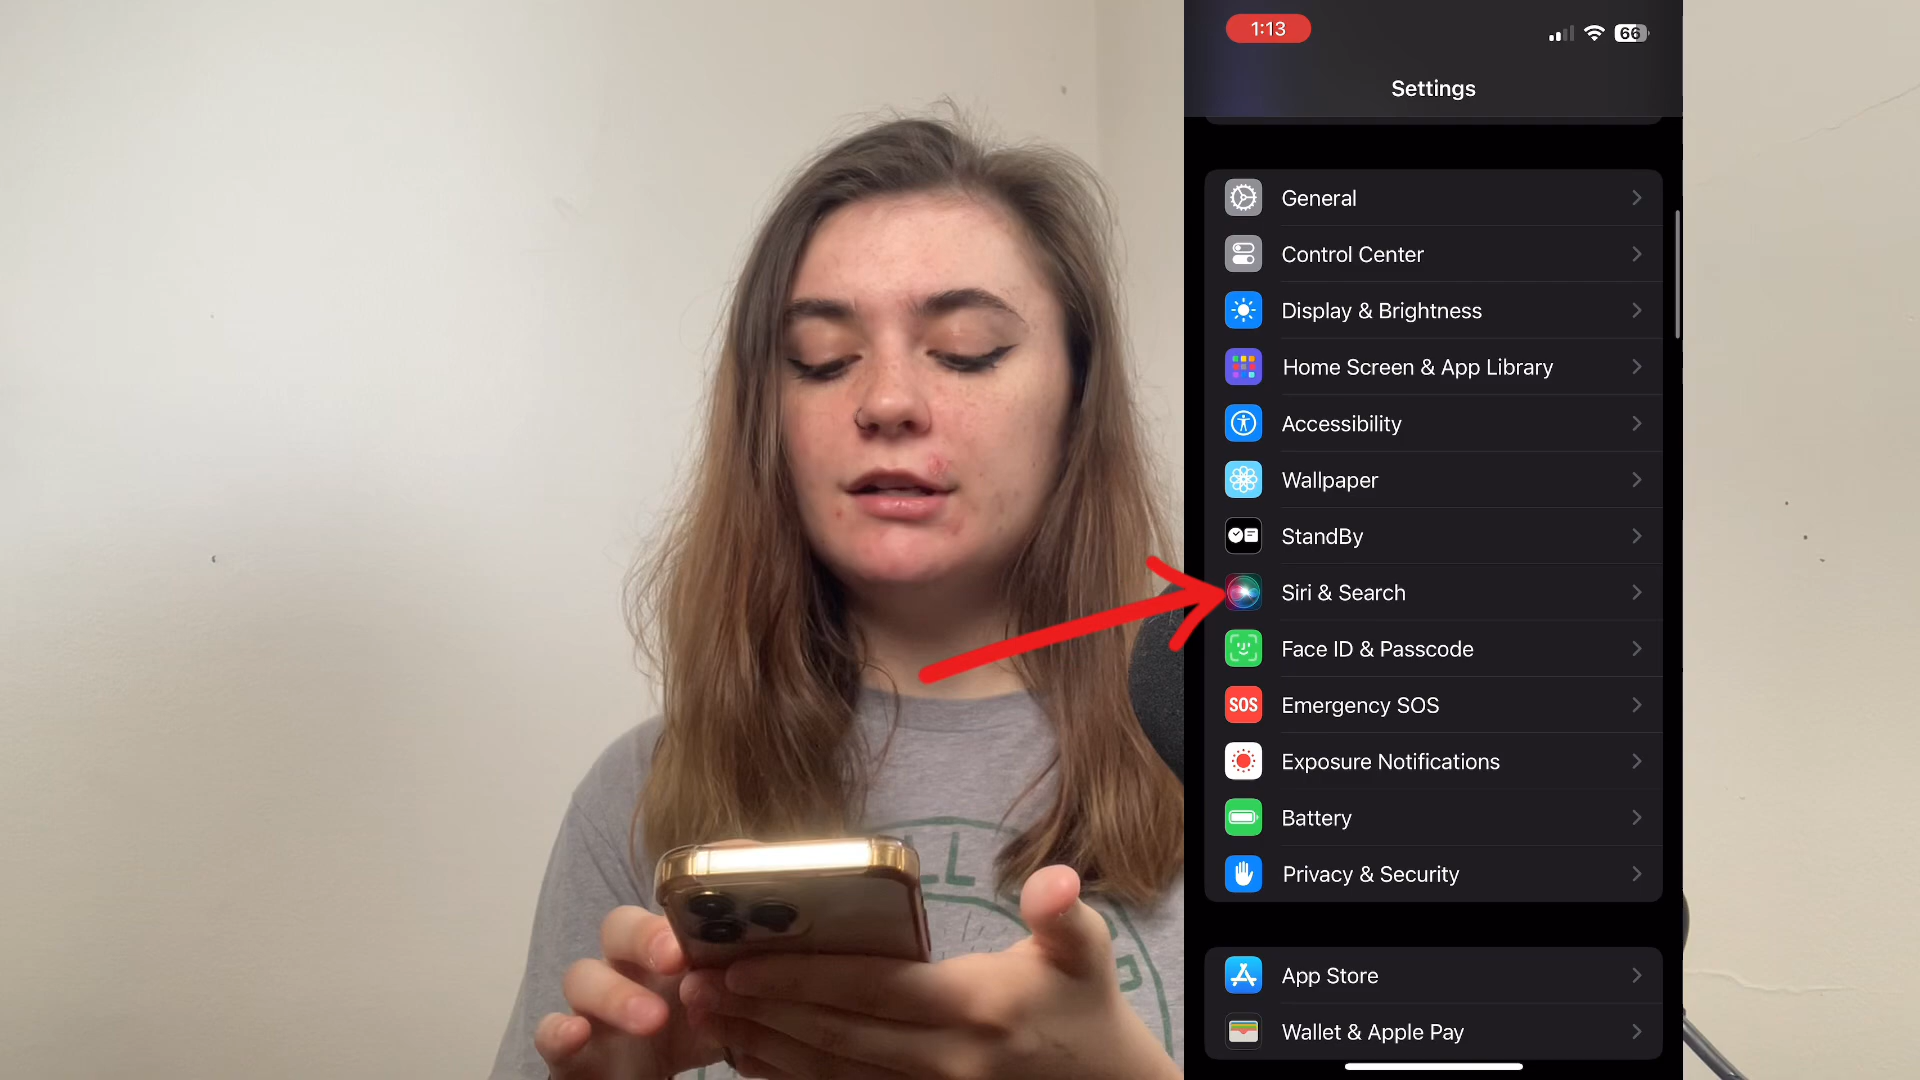 1:13
66
Settings
General
Control Center
Display & Brightness
Home Screen & App Library
Accessibility
Wallpaper
StandBy
Siri & Search
Face ID & Passcode
SOS
Emergency SOS
Exposure Notifications
Battery
Privacy & Security
App Store
Wallet & Apple Pay